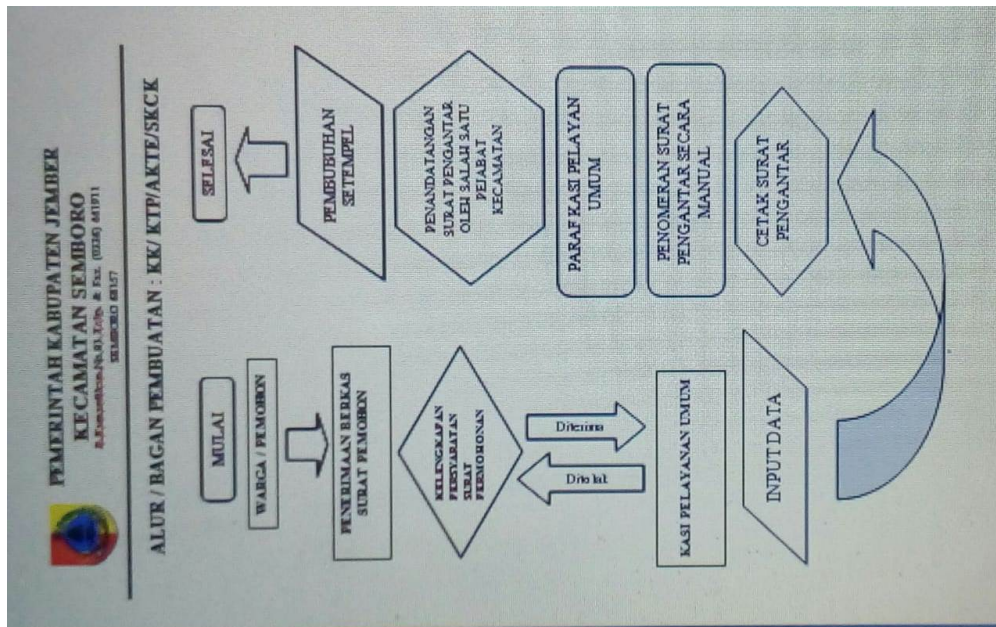 PEMERINTAH KABUPATEN JEMBER
KECAMATAN SEMBORO
SEMBORO 68157
ALUR / BAGAN PEMBUATAN : KK/ KTP/AKTE/SKCK
MULAI
WARGA / PEMOHON
PENERIMAAN BERKAS
SURAT PEMOHON
KELENGKAPAN
PERSYARATAN
SURAT
PERMOHONAN
Ditolak
Diterima
KASI PELAYANAN UMUM
INPUT DATA
CETAK SURAT
PENGANTAR
PENOMERAN SURAT
PENGANTAR SECARA
MANUAL
PARAF KASI PELAYAN
UMUM
PENANDATANGAN
SURAT PENGANTAR
OLEH SALAH SATU
PEJABAT
KECAMATAN
PEMBUBUHAN
SETEMPEL
SELESAI